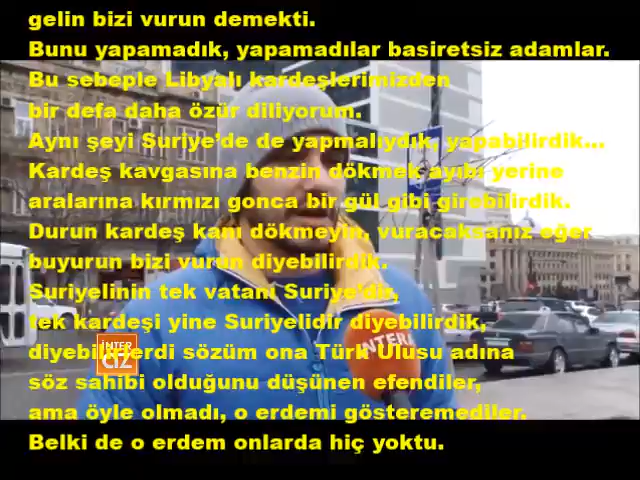 gelin bizi vurun demekti.
Bunu yapamadık, yapamadılar basiretsiz adamlar.
Bu sebeple Libyalı kardeşlerimizden
bir defa daha özür diliyorum.
Aynı şeyi Suriye'de de yapmalıydık, yapabilirdik...
Kardeş kavgasına benzin dökmek ayıbı yerine
aralarına kırmızı gonca bir gül gibi girebilirdik.
Durun kardeş kanı dökmeyin, vuracaksanız eğer
buyurun bizi vurun diyebilirdik.
Suriyelinin tek vatanı Suriye'dir,
tek kardeşi yine Suriyelidir diyebilirdik,
diyebilirlerdi sözüm ona Türk Ulusu adına
söz sahibi olduğunu düşünen efendiler,
ama öyle olmadı, o erdemi gösteremediler.
Belki de o erdem onlarda hiç yoktu.
INTER
CIZ
INTER